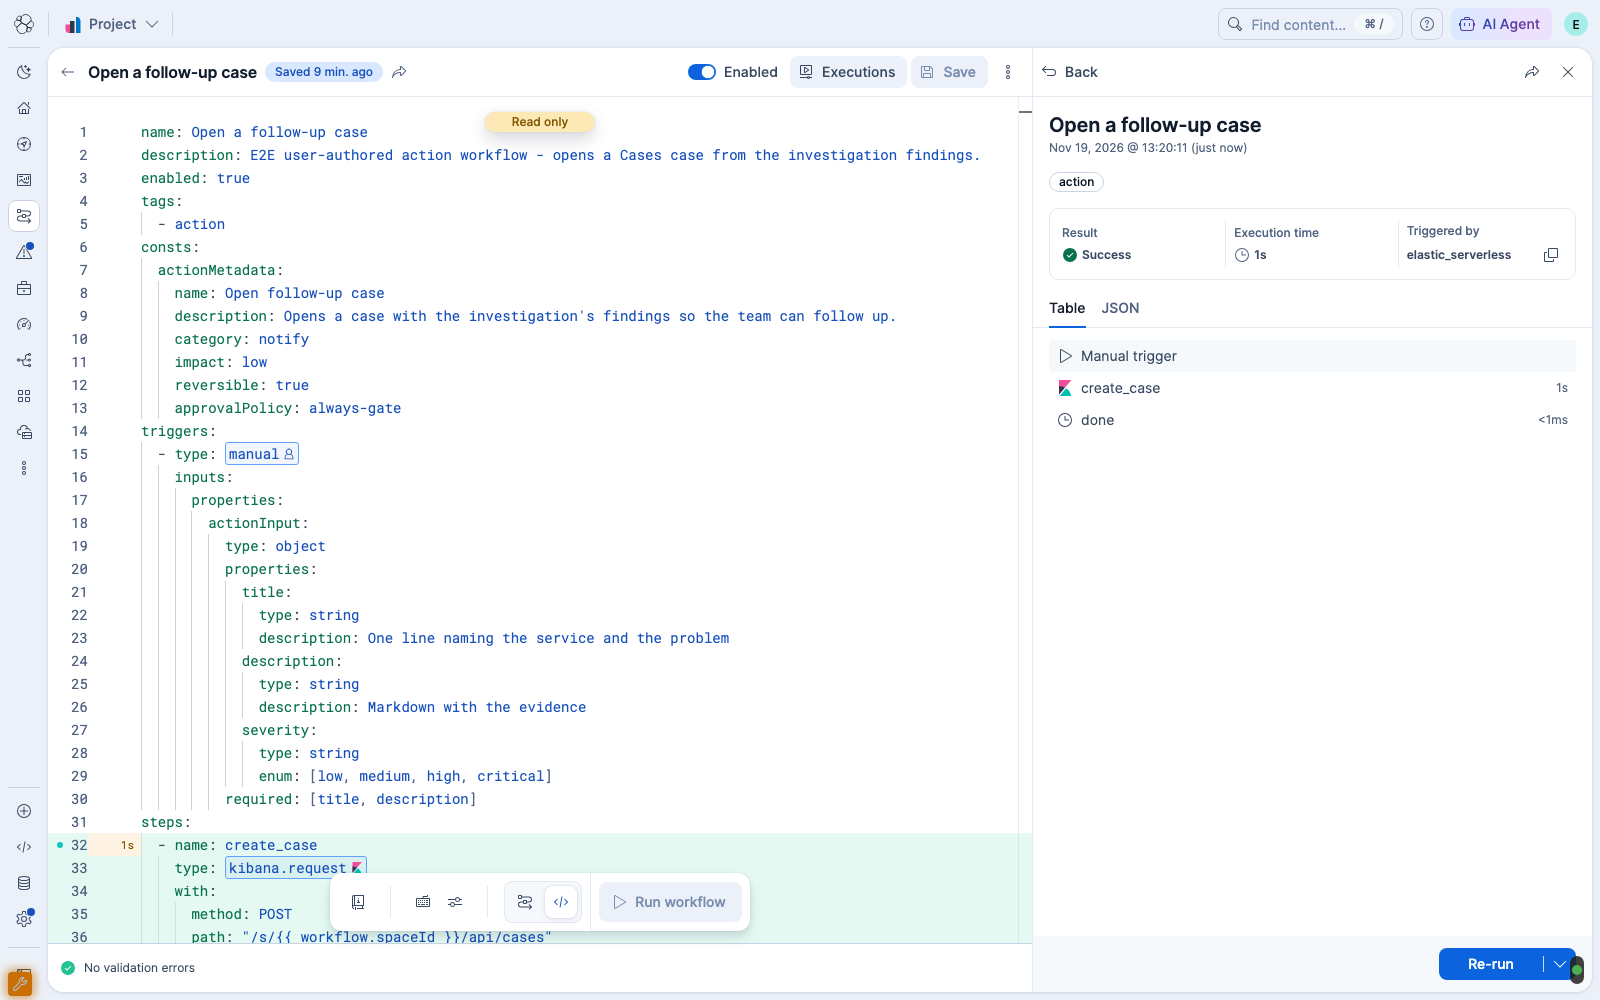 Project
Find content...
⌘ /
AI Agent
E
Open a follow-up case
Saved 9 min. ago
Enabled
Executions
Save
Back
Read only
1 name: Open a follow-up case
2 description: E2E user-authored action workflow - opens a Cases case from the investigation findings.
3 enabled: true
4 tags:
5 - action
6 consts:
7 actionMetadata:
8 name: Open follow-up case
9 description: Opens a case with the investigation's findings so the team can follow up.
10 category: notify
11 impact: low
12 reversible: true
13 approvalPolicy: always-gate
14 triggers:
15 - type: manual
16 inputs:
17 properties:
18 actionInput:
19 type: object
20 properties:
21 title:
22 type: string
23 description: One line naming the service and the problem
24 description:
25 type: string
26 description: Markdown with the evidence
27 severity:
28 type: string
29 enum: [low, medium, high, critical]
30 required: [title, description]
31 steps:
32 1s - name: create_case
33 type: kibana.request
34 with:
35 method: POST
36 path: "/s/{{ workflow.spaceId }}/api/cases"
Run workflow
No validation errors
Open a follow-up case
Nov 19, 2026 @ 13:20:11 (just now)
action
Result
Success
Execution time
1s
Triggered by
elastic_serverless
Table
JSON
Manual trigger
create_case 1s
done <1ms
Re-run